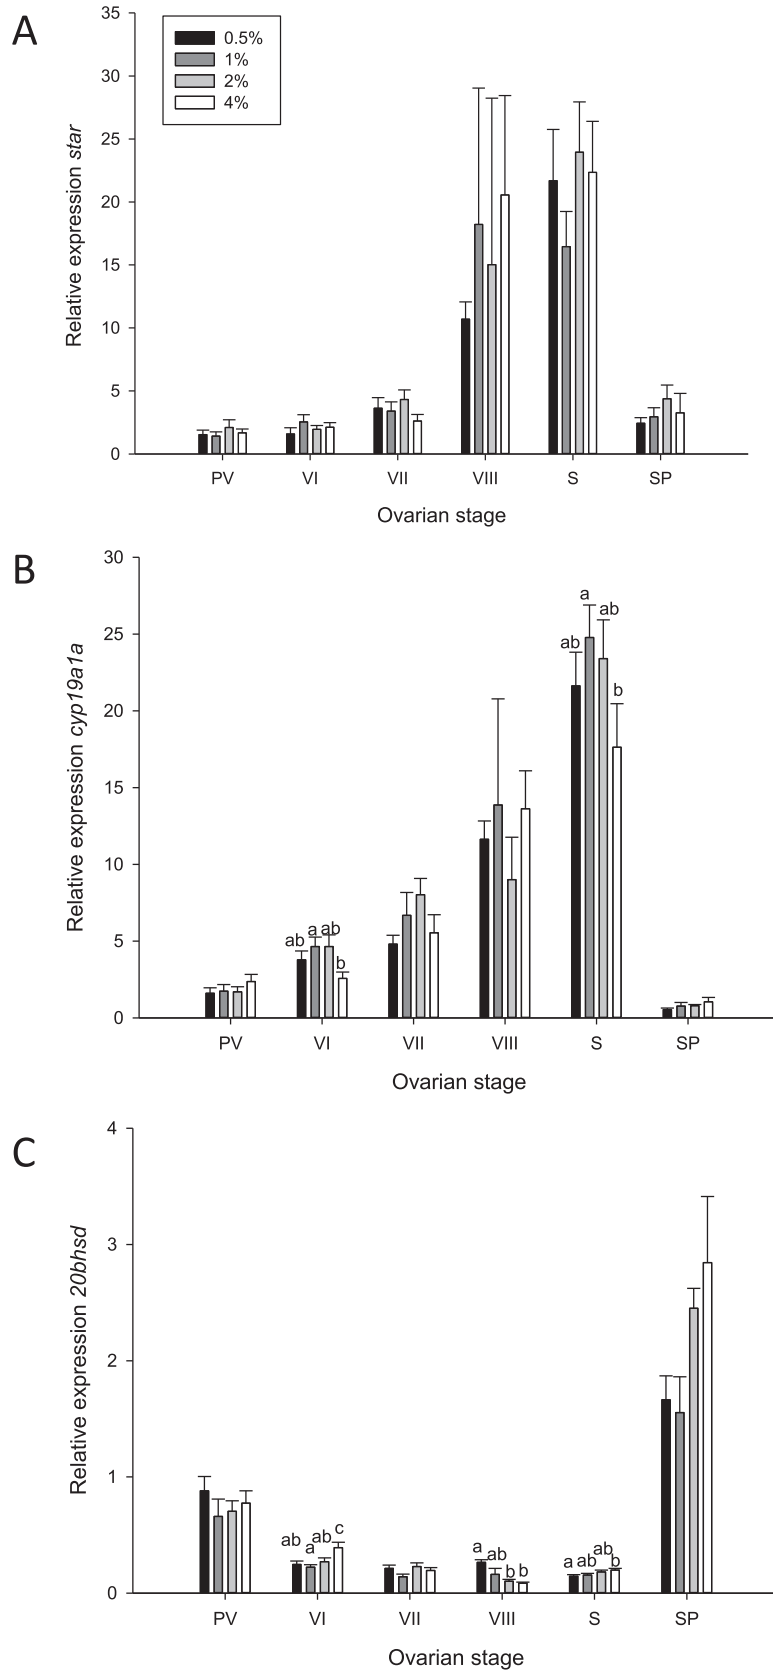 A
Relative expression star
35
30
25
20
15
10
5
0
0.5%
1%
2%
4%
PV VI VII VIII S SP
Ovarian stage
B
Relative expression cyp19a1a
30
25
20
15
10
5
0
ab a ab b
ab a ab b
PV VI VII VIII S SP
Ovarian stage
C
Relative expression 20bhsd
4
3
2
1
0
ab a ab c
a ab b b
a ab ab b
PV VI VII VIII S SP
Ovarian stage